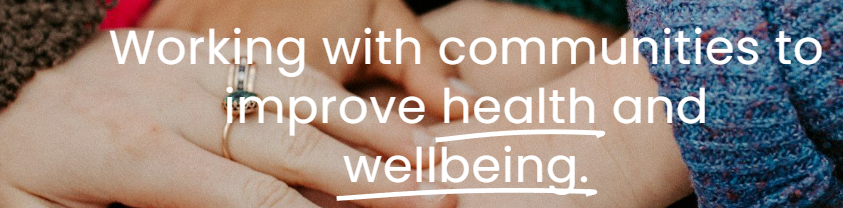 Working with communities to
improve health and
wellbeing.